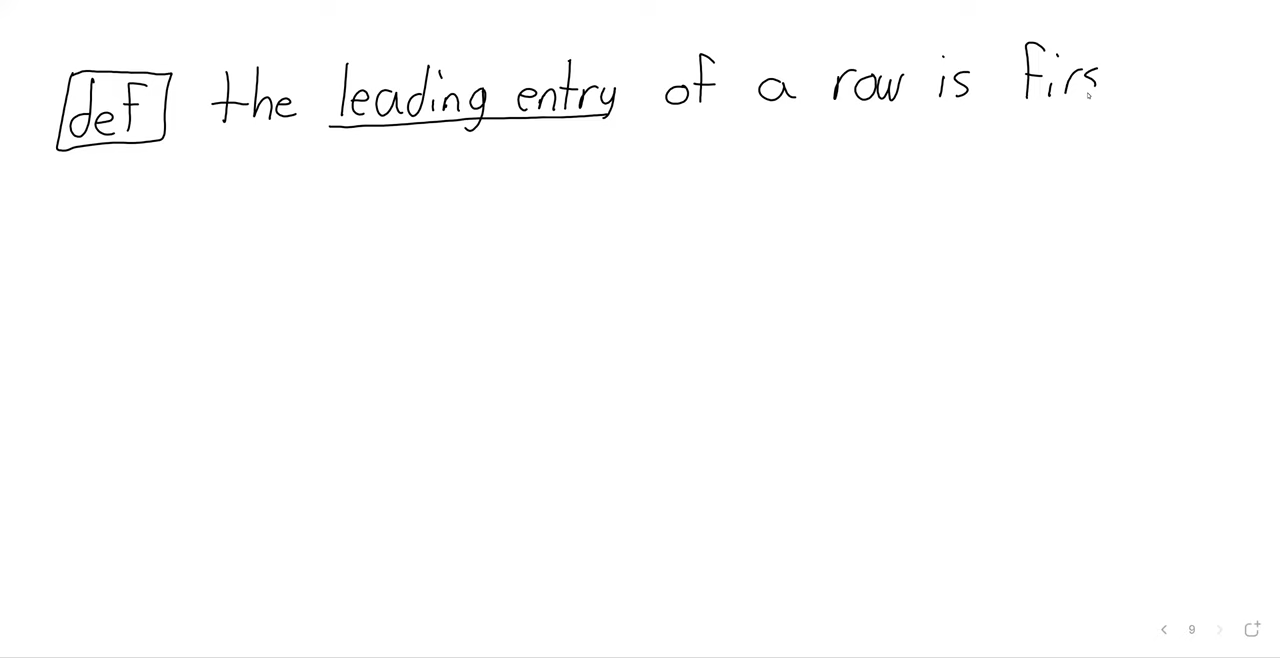 def the leading entry of a row is firs
9